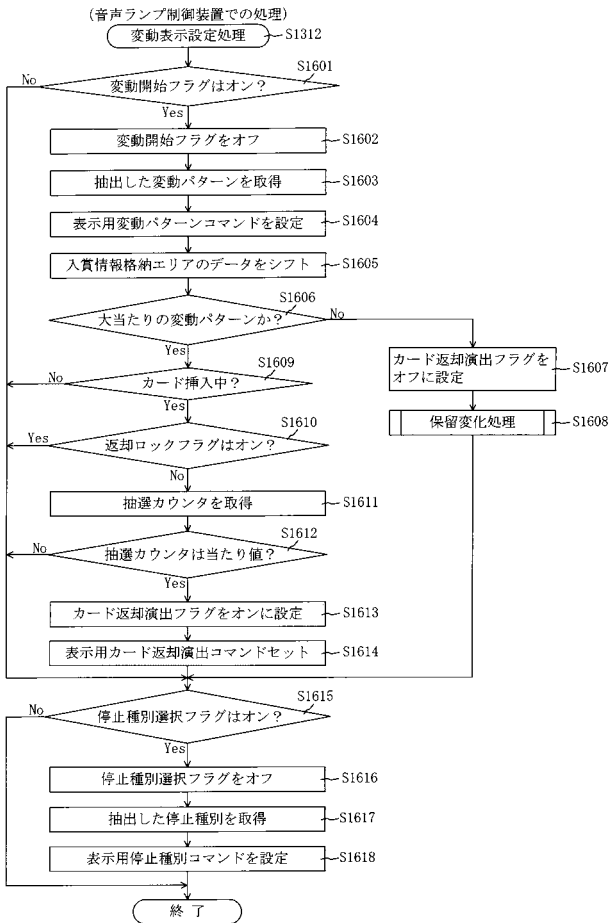 (音声ランプ制御装置での処理)
変動表示設定処理
S1312
S1601
No
変動開始フラグはオン?
Yes
変動開始フラグをオフ
S1602
抽出した変動パターンを取得
S1603
表示用変動パターンコマンドを設定
S1604
入賞情報格納エリアのデータをシフト
S1605
S1606
大当たりの変動パターンか?
No
Yes
カード返却演出フラグを
オフに設定
S1607
S1609
No
カード挿入中?
Yes
保留変化処理
S1608
S1610
Yes
返却ロックフラグはオン?
No
抽選カウンタを取得
S1611
S1612
No
抽選カウンタは当たり値?
Yes
カード返却演出フラグをオンに設定
S1613
表示用カード返却演出コマンドセット
S1614
S1615
No
停止種別選択フラグはオン?
Yes
停止種別選択フラグをオフ
S1616
抽出した停止種別を取得
S1617
表示用停止種別コマンドを設定
S1618
終了